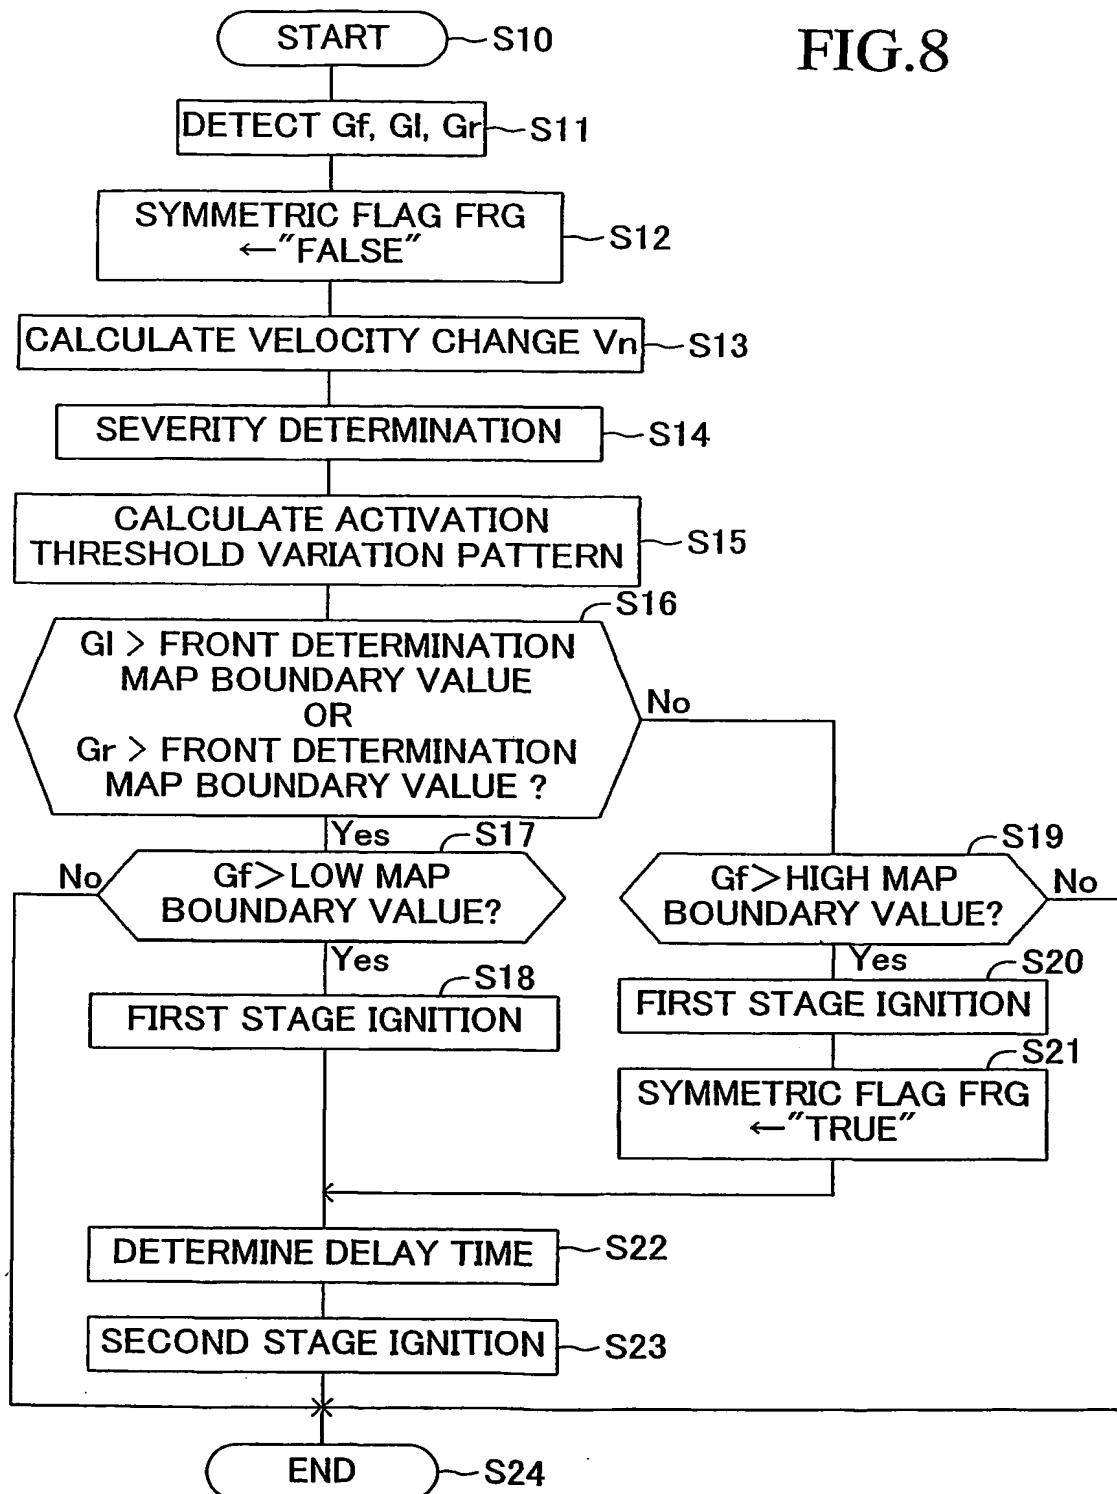 FIG.8
START
S10
DETECT Gf, Gl, Gr
S11
SYMMETRIC FLAG FRG
←"FALSE"
S12
CALCULATE VELOCITY CHANGE Vn
S13
SEVERITY DETERMINATION
S14
CALCULATE ACTIVATION
THRESHOLD VARIATION PATTERN
S15
S16
Gl > FRONT DETERMINATION
MAP BOUNDARY VALUE
OR
Gr > FRONT DETERMINATION
MAP BOUNDARY VALUE ?
No
Yes
S17
No
Gf>LOW MAP
BOUNDARY VALUE?
Yes
S19
Gf>HIGH MAP
BOUNDARY VALUE?
No
Yes
S18
FIRST STAGE IGNITION
S20
FIRST STAGE IGNITION
S21
SYMMETRIC FLAG FRG
←"TRUE"
DETERMINE DELAY TIME
S22
SECOND STAGE IGNITION
S23
END
S24